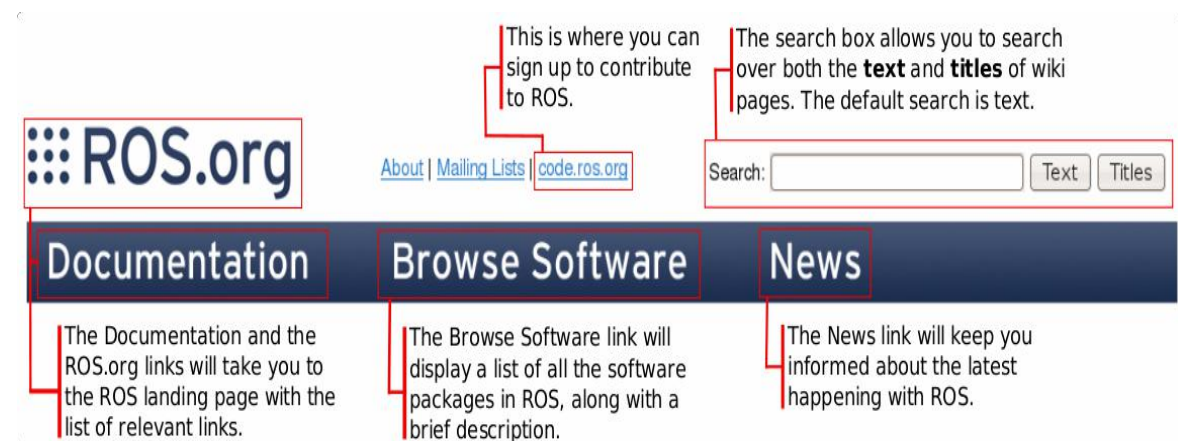 This is where you can
sign up to contribute
to ROS.
The search box allows you to search
over both the text and titles of wiki
pages. The default search is text.
ROS.org
About | Mailing Lists | code.ros.org
Search: Text Titles
Documentation Browse Software News
The Documentation and the
ROS.org links will take you to
the ROS landing page with the
list of relevant links.
The Browse Software link will
display a list of all the software
packages in ROS, along with a
brief description.
The News link will keep you
informed about the latest
happening with ROS.